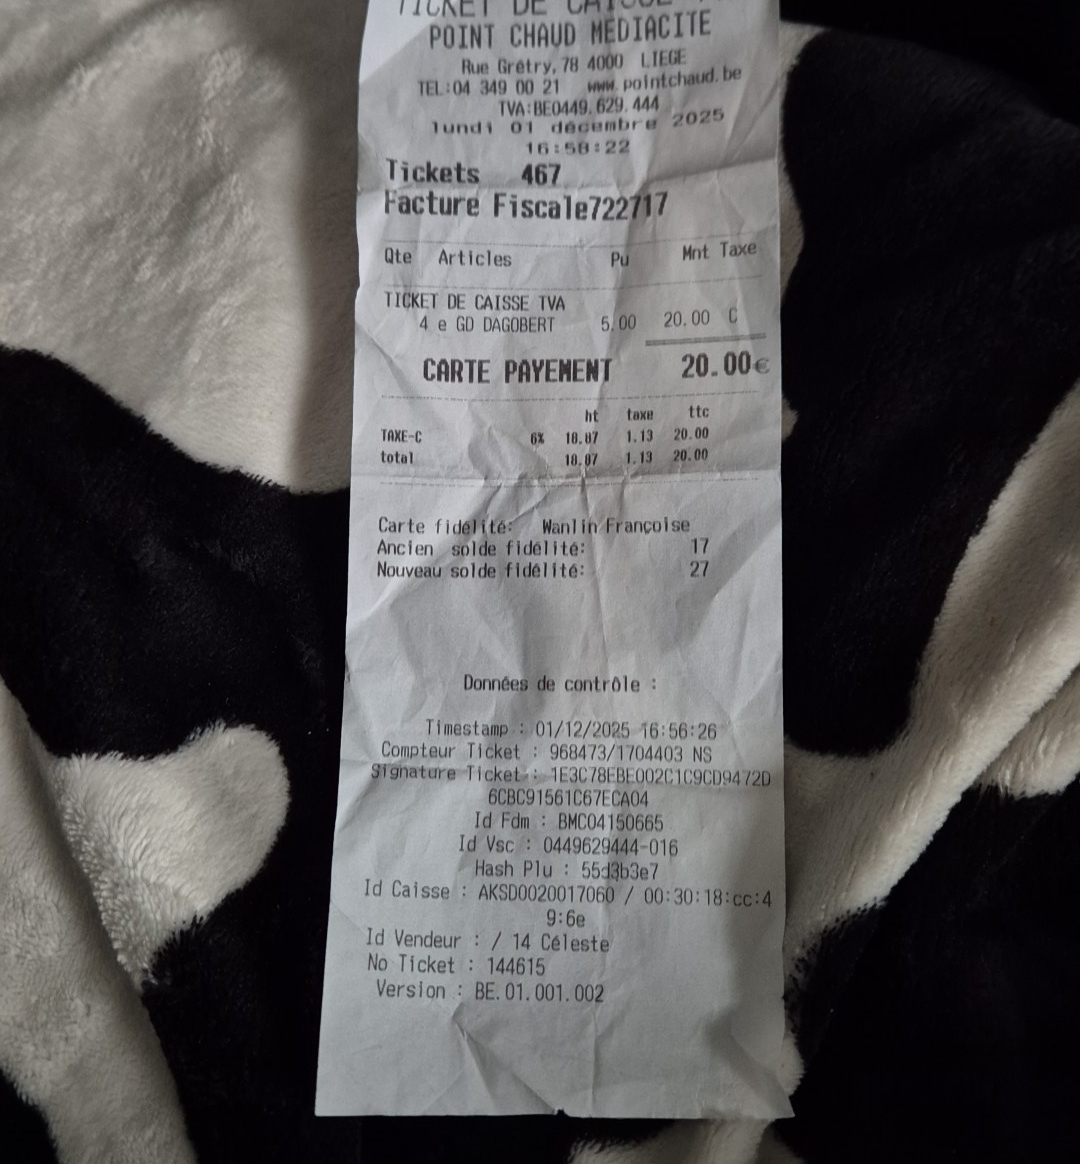 TICKET DE CAISSE
POINT CHAUD MEDIACITE
Rue Grétry,78 4000 LIEGE
TEL:04 349 00 21 www.pointchaud.be
TVA:BE0449.629.444
lundi 01 décembre 2025
16:58:22
Tickets 467
Facture Fiscale722717
Qte Articles Pu Mnt Taxe
TICKET DE CAISSE TVA
4 e GD DAGOBERT 5.00 20.00 C
CARTE PAYEMENT 20.00€
ht taxe ttc
TAXE-C 6% 18.87 1.13 20.00
total 18.87 1.13 20.00
Carte fidélité: Wanlin Françoise
Ancien solde fidélité: 17
Nouveau solde fidélité: 27
Données de contrôle :
Timestamp : 01/12/2025 16:56:26
Compteur Ticket : 968473/1704403 NS
Signature Ticket : 1E3C78EBE002C1C9CD9472D
6CBC91561C67ECA04
Id Fdm : BMC04150665
Id Vsc : 0449629444-016
Hash Plu : 55d3b3e7
Id Caisse : AKSD0020017060 / 00:30:18:cc:4
9:6e
Id Vendeur : / 14 Céleste
No Ticket : 144615
Version : BE.01.001.002